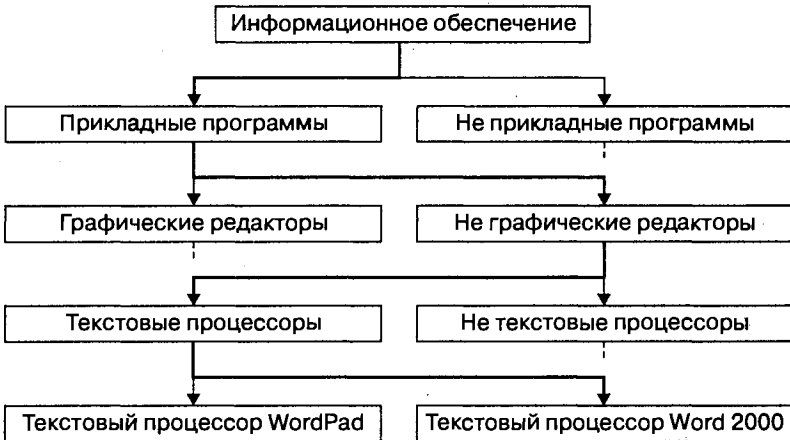 Информационное обеспечение
Прикладные программы
Не прикладные программы
Графические редакторы
Не графические редакторы
Текстовые процессоры
Не текстовые процессоры
Текстовый процессор WordPad
Текстовый процессор Word 2000